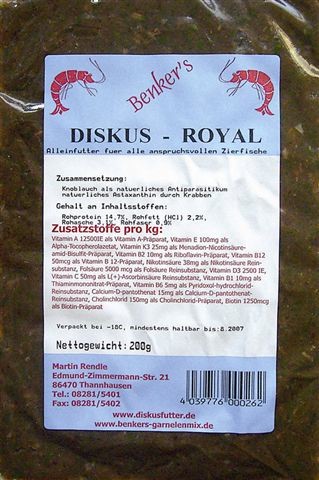 Benker's
DISKUS - ROYAL
Alleinfutter fuer alle anspruchsvollen Zierfische
Zusammensetzung:
Knoblauch als natuerliches Antiparasitikum
natuerliches Astaxanthin durch Krabben
Gehalt an Inhaltsstoffen:
Rohprotein 14,7%, Rohfett (HCl) 2,2%,
Rohasche 3,1%, Rohfaser 0,9%
Zusatzstoffe pro kg:
Vitamin A 12500IE als Vitamin A-Präparat, Vitamin E 100mg als
Alpha-Tocopherolazetat, Vitamin K3 25mg als Menadion-Nicotinsäure-
amid-Bisulfit-Präparat, Vitamin B2 10mg als Riboflavin-Präparat, Vitamin B12
50mcg als Vitamin B 12-Präparat, Nikotinsäure 38mg als Nikotinsäure Rein-
substanz, Folsäure 5000 mcg als Folsäure Reinsubstanz, Vitamin D3 2500 IE,
Vitamin C 50mg als L(+)-Ascorbinsäure Reinsubstanz, Vitamin B1 10mg als
Thiaminmononitrat-Präparat, Vitamin B6 5mg als Pyridoxol-hydrochlorid-
Reinsubstanz, Calcium-D-pantothenat 15mg als Calcium-D-pantothenat-
Reinsubstanz, Cholinchlorid 150mg als Cholinchlorid-Präparat, Biotin 1250mcg
als Biotin-Präparat
Verpackt bei -18C, mindestens haltbar bis:8.2007
Nettogewicht: 200g
Martin Rendle
Edmund-Zimmermann-Str. 21
86470 Thannhausen
Tel.: 08281/5401
Fax: 08281/5402
4 039776 000262
www.diskusfutter.de
www.benkers-garnelenmix.de